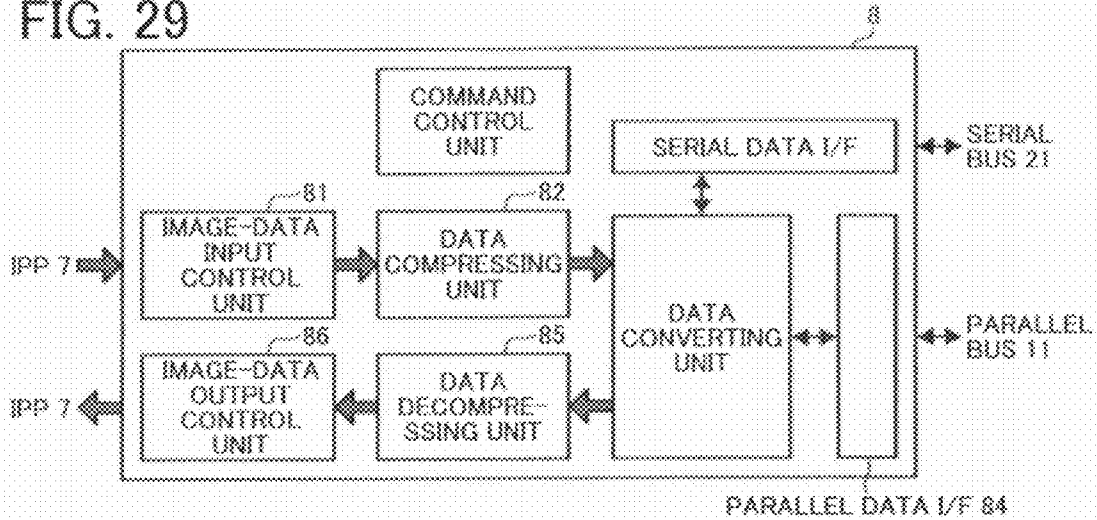 FIG. 29
8
COMMAND
CONTROL
UNIT
SERIAL DATA I/F
SERIAL
BUS 21
81
82
IPP 7
IMAGE-DATA
INPUT
CONTROL
UNIT
DATA
COMPRESSING
UNIT
DATA
CONVERTING
UNIT
PARALLEL
BUS 11
86
85
IPP 7
IMAGE-DATA
OUTPUT
CONTROL
UNIT
DATA
DECOMPRE-
SSING UNIT
PARALLEL DATA I/F 84